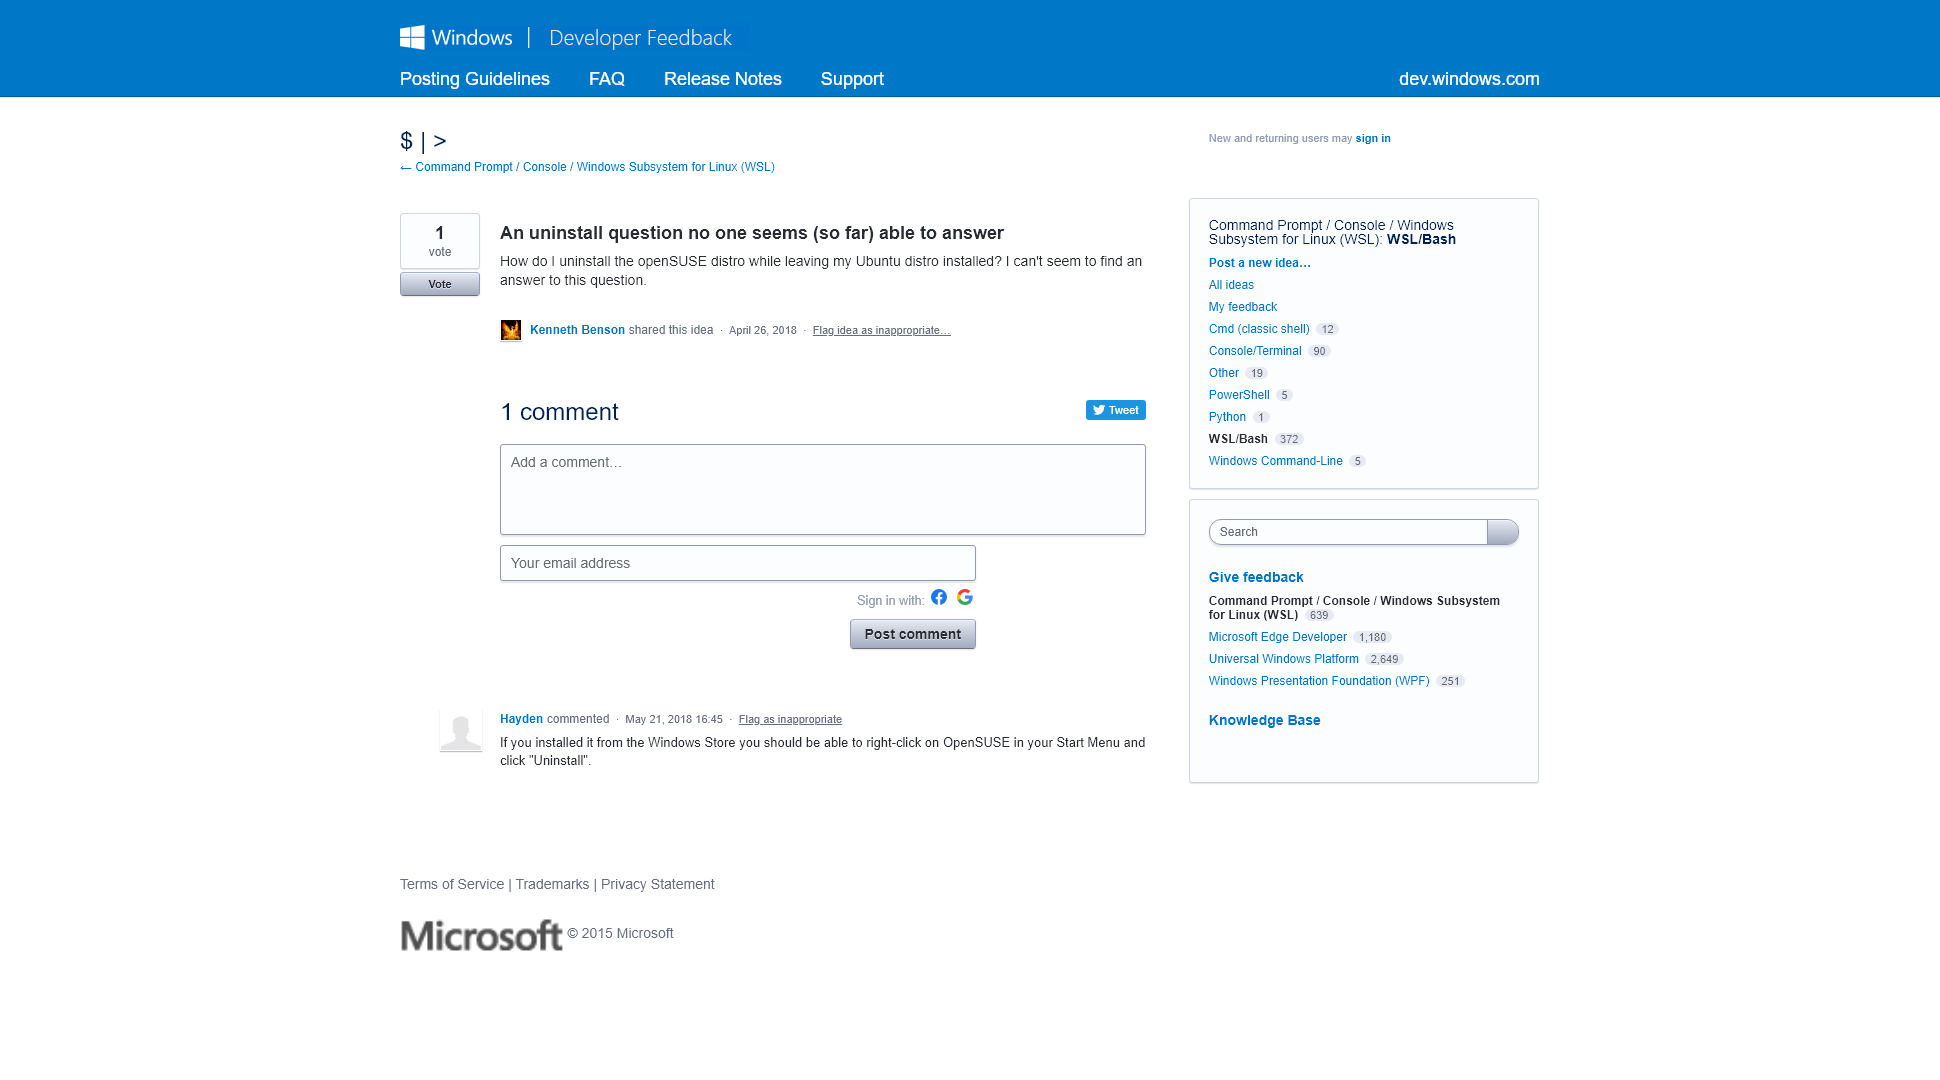 Windows | Developer Feedback
Posting Guidelines FAQ Release Notes Support dev.windows.com
$ | >
← Command Prompt / Console / Windows Subsystem for Linux (WSL)
1
vote
Vote
An uninstall question no one seems (so far) able to answer
How do I uninstall the openSUSE distro while leaving my Ubuntu distro installed? I can't seem to find an
answer to this question.
Kenneth Benson shared this idea · April 26, 2018 · Flag idea as inappropriate…
1 comment
Tweet
Add a comment…
Your email address
Sign in with:
Post comment
Hayden commented · May 21, 2018 16:45 · Flag as inappropriate
If you installed it from the Windows Store you should be able to right-click on OpenSUSE in your Start Menu and
click "Uninstall".
New and returning users may sign in
Command Prompt / Console / Windows
Subsystem for Linux (WSL): WSL/Bash
Post a new idea…
All ideas
My feedback
Cmd (classic shell) 12
Console/Terminal 90
Other 19
PowerShell 5
Python 1
WSL/Bash 372
Windows Command-Line 5
Search
Give feedback
Command Prompt / Console / Windows Subsystem
for Linux (WSL) 639
Microsoft Edge Developer 1,180
Universal Windows Platform 2,649
Windows Presentation Foundation (WPF) 251
Knowledge Base
Terms of Service | Trademarks | Privacy Statement
Microsoft © 2015 Microsoft